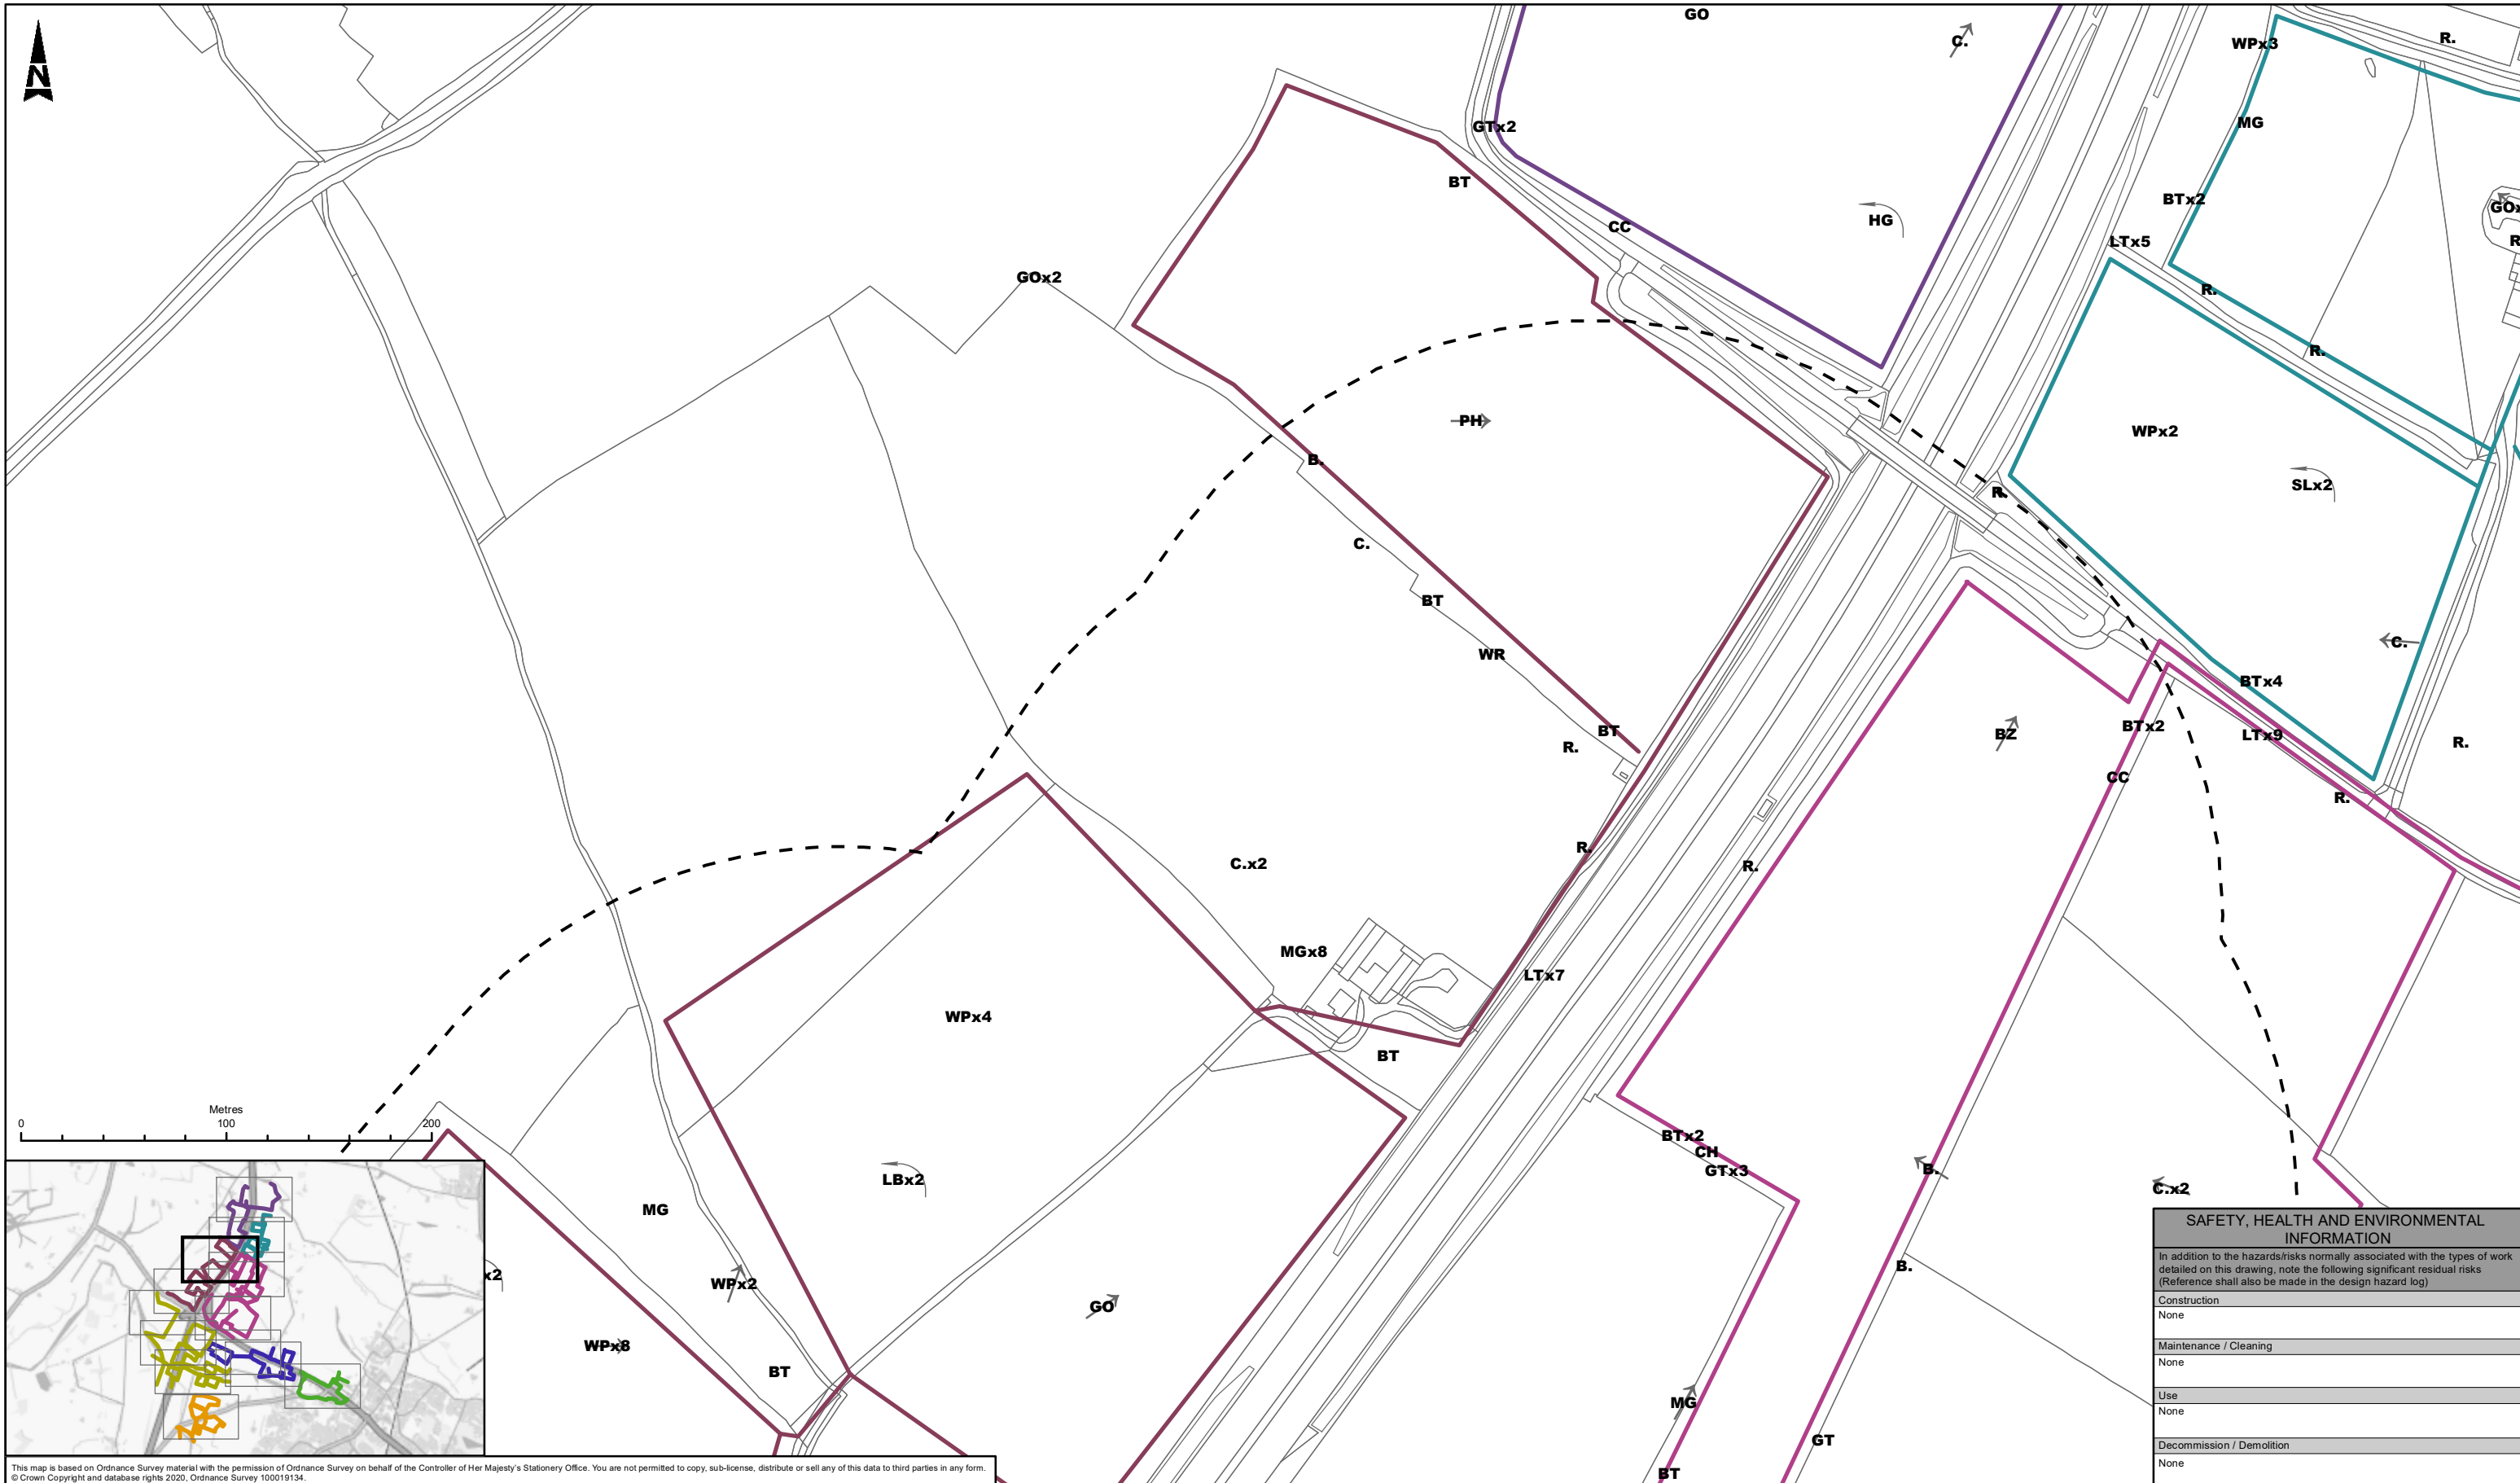 N
GO
C.
WPx3
R.
GTx2
MG
BT
BTx2
CC
HG
LTx5
GOx2
R.
R.
PH
WPx2
B.
SLx2
R.
C.
BT
WR
C.
BTx4
BT
R.
BZ
BTx2
LTx9
R.
CC
R.
R.
C.x2
R.
MGx8
LTx7
WPx4
BT
Metres
0
100
200
BTx2
CH
GTx3
B.
LBx2
C.x2
MG
x2
WPx2
GO
B.
WPx8
BT
MG
GT
BT
SAFETY, HEALTH AND ENVIRONMENTAL
INFORMATION
In addition to the hazards/risks normally associated with the types of work
detailed on this drawing, note the following significant residual risks
(Reference shall also be made in the design hazard log)
Construction
None
Maintenance / Cleaning
None
Use
None
Decommission / Demolition
None
This map is based on Ordnance Survey material with the permission of Ordnance Survey on behalf of the Controller of Her Majesty's Stationery Office. You are not permitted to copy, sub-license, distribute or sell any of this data to third parties in any form.
© Crown Copyright and database rights 2020, Ordnance Survey 100019134.